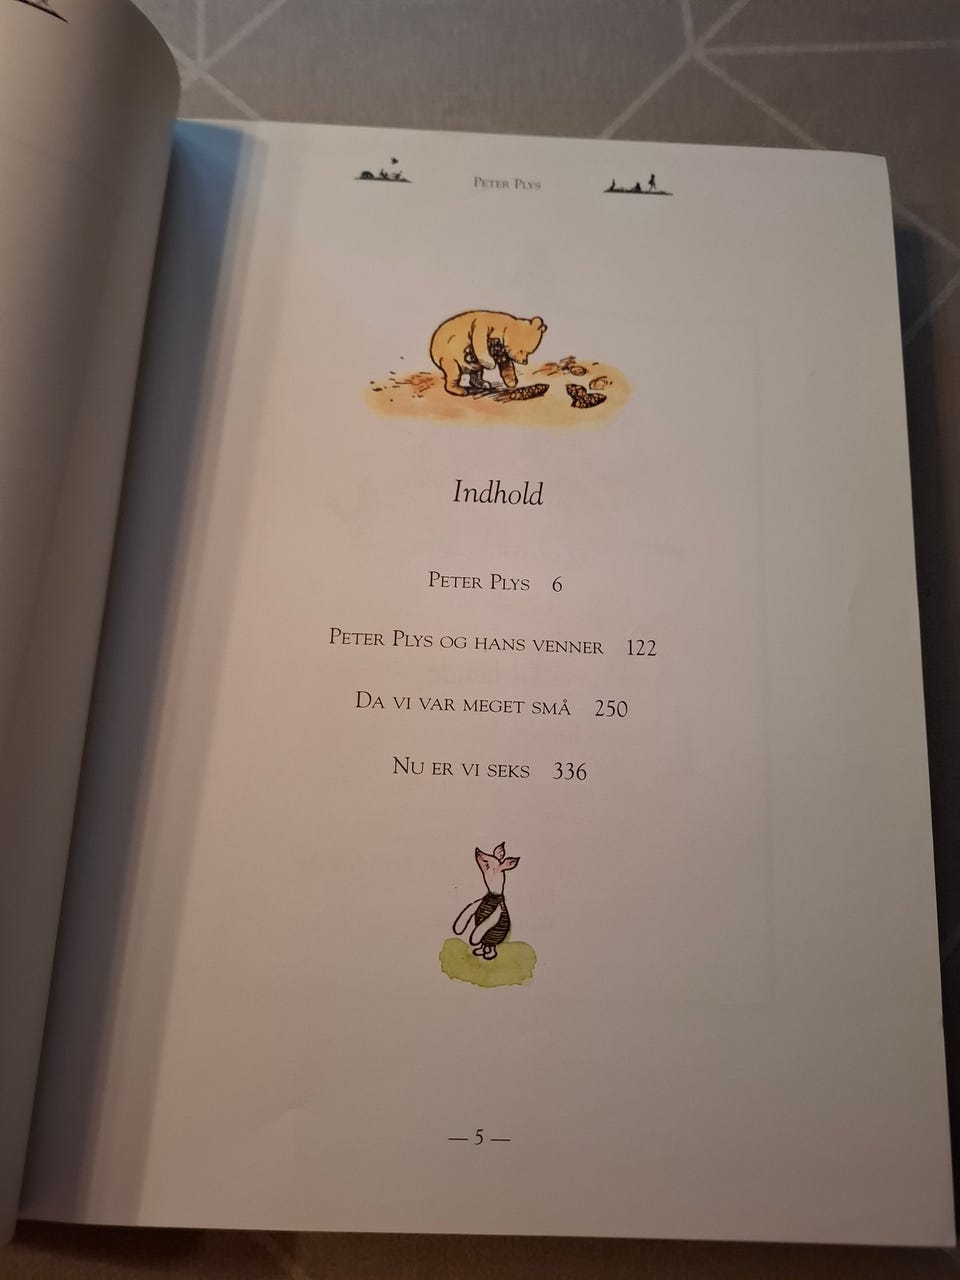 Peter Plys
Indhold
Peter Plys 6
Peter Plys og hans venner 122
Da vi var meget små 250
Nu er vi seks 336
— 5 —